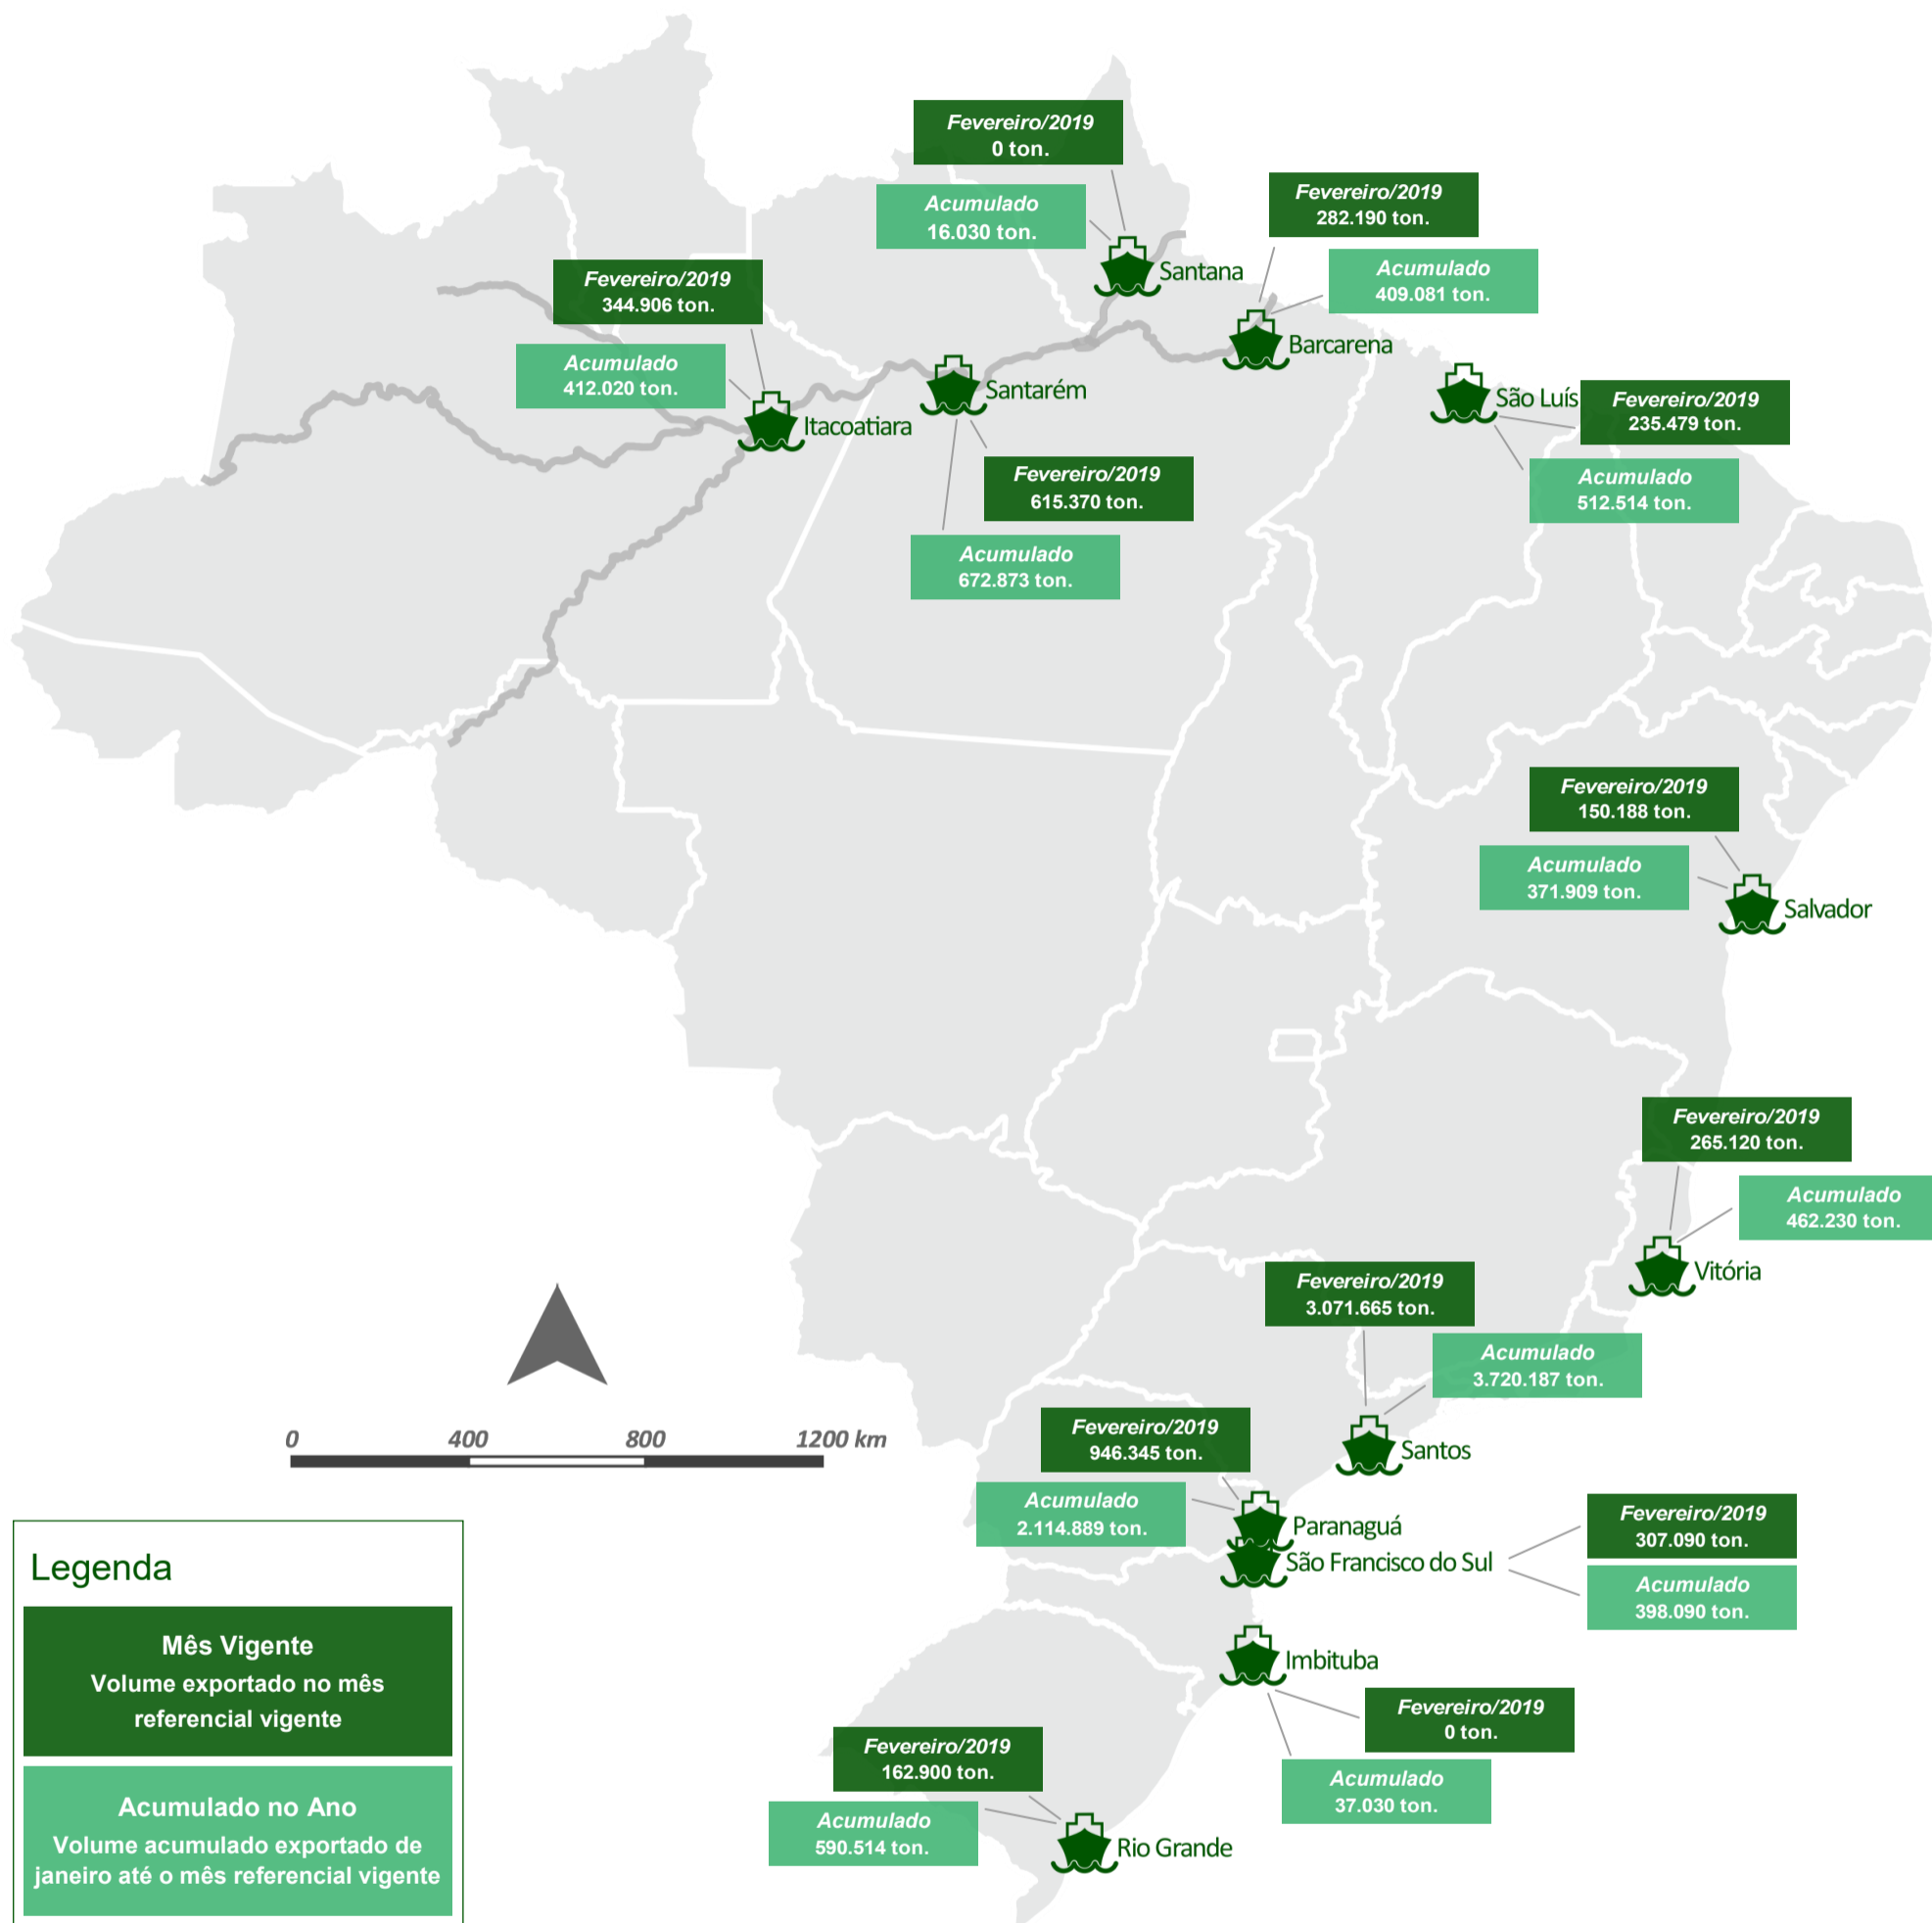 Fevereiro/2019
0 ton.
Acumulado
16.030 ton.
Santana
Fevereiro/2019
282.190 ton.
Acumulado
409.081 ton.
Barcarena
Fevereiro/2019
344.906 ton.
Acumulado
412.020 ton.
Itacoatiara
Santarém
Fevereiro/2019
615.370 ton.
Acumulado
672.873 ton.
São Luís
Fevereiro/2019
235.479 ton.
Acumulado
512.514 ton.
Fevereiro/2019
150.188 ton.
Acumulado
371.909 ton.
Salvador
Fevereiro/2019
265.120 ton.
Acumulado
462.230 ton.
Vitória
Fevereiro/2019
3.071.665 ton.
Acumulado
3.720.187 ton.
Santos
Fevereiro/2019
946.345 ton.
Acumulado
2.114.889 ton.
Paranaguá
São Francisco do Sul
Fevereiro/2019
307.090 ton.
Acumulado
398.090 ton.
Imbituba
Fevereiro/2019
0 ton.
Acumulado
37.030 ton.
Fevereiro/2019
162.900 ton.
Acumulado
590.514 ton.
Rio Grande
0 400 800 1200 km
Legenda
Mês Vigente
Volume exportado no mês
referencial vigente
Acumulado no Ano
Volume acumulado exportado de
janeiro até o mês referencial vigente